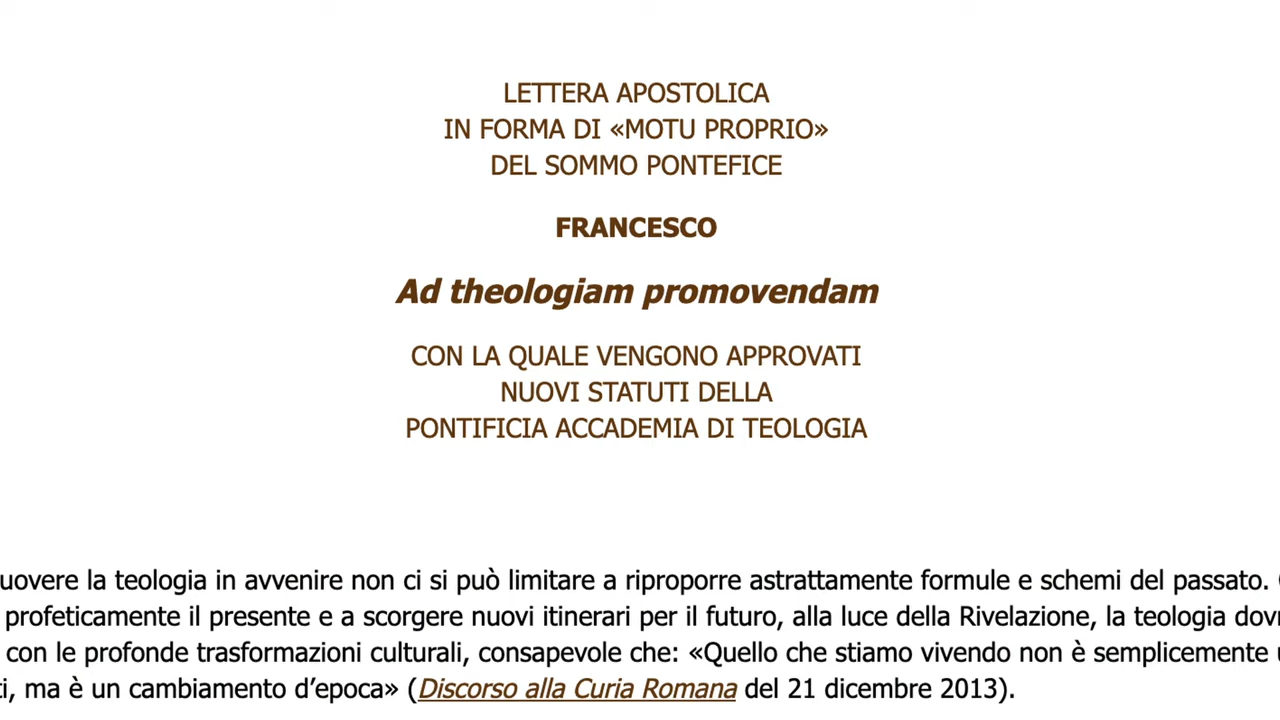 LETTERA APOSTOLICA
IN FORMA DI «MOTU PROPRIO»
DEL SOMMO PONTEFICE
FRANCESCO
Ad theologiam promovendam
CON LA QUALE VENGONO APPROVATI
NUOVI STATUTI DELLA
PONTIFICIA ACCADEMIA DI TEOLOGIA
uovere la teologia in avvenire non ci si può limitare a riproporre astrattamente formule e schemi del passato.
profeticamente il presente e a scorgere nuovi itinerari per il futuro, alla luce della Rivelazione, la teologia dovr
con le profonde trasformazioni culturali, consapevole che: «Quello che stiamo vivendo non è semplicemente
ti, ma è un cambiamento d’epoca» (Discorso alla Curia Romana del 21 dicembre 2013).